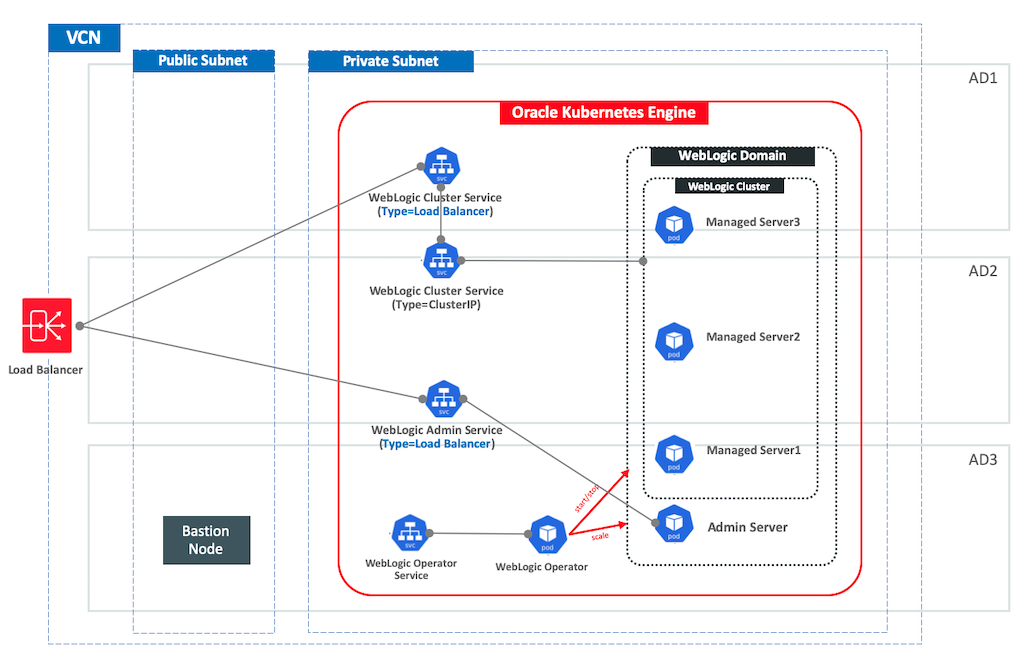 VCN
Public Subnet
Private Subnet
AD1
Oracle Kubernetes Engine
WebLogic Domain
WebLogic Cluster
svc
WebLogic Cluster Service
(Type=Load Balancer)
pod
Managed Server3
svc
WebLogic Cluster Service
(Type=ClusterIP)
AD2
Load Balancer
pod
Managed Server2
svc
WebLogic Admin Service
(Type=Load Balancer)
pod
Managed Server1
AD3
start/stop
scale
Bastion
Node
svc
WebLogic Operator
Service
pod
WebLogic Operator
pod
Admin Server